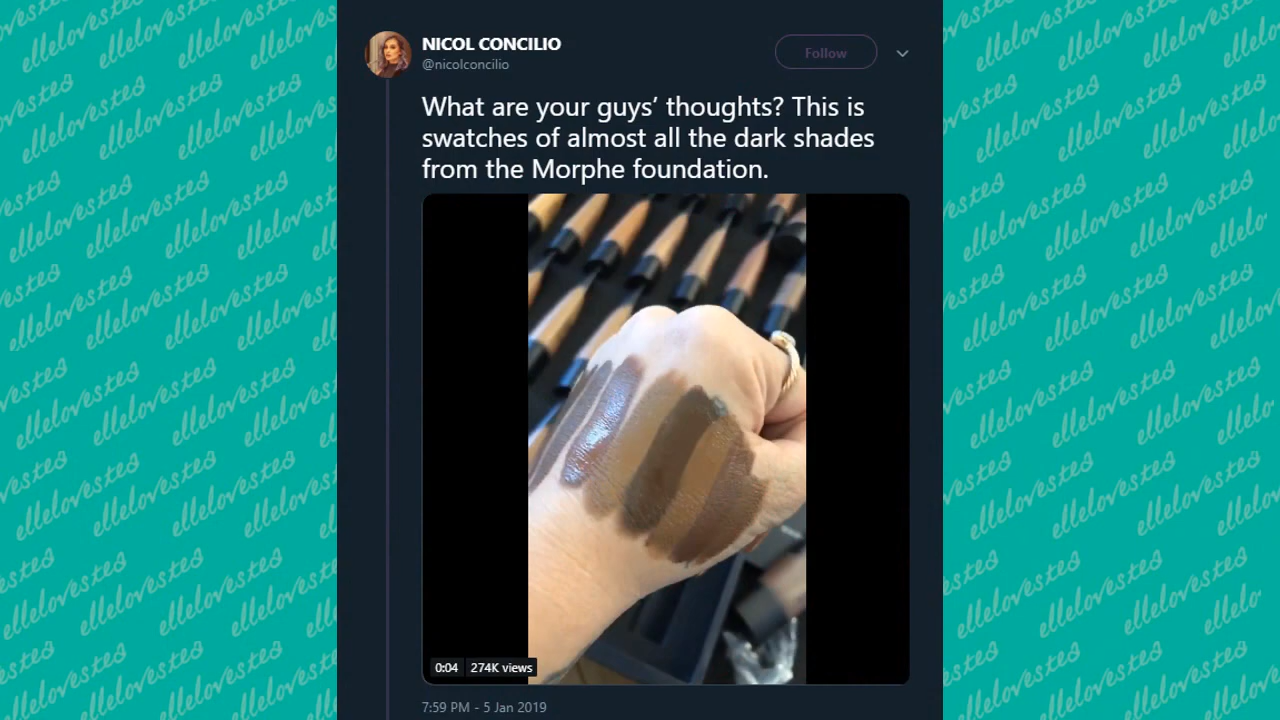 NICOL CONCILIO
@nicolconcilio
Follow
What are your guys’ thoughts? This is
swatches of almost all the dark shades
from the Morphe foundation.
0:04 274K views
7:59 PM - 5 Jan 2019
ellelovested